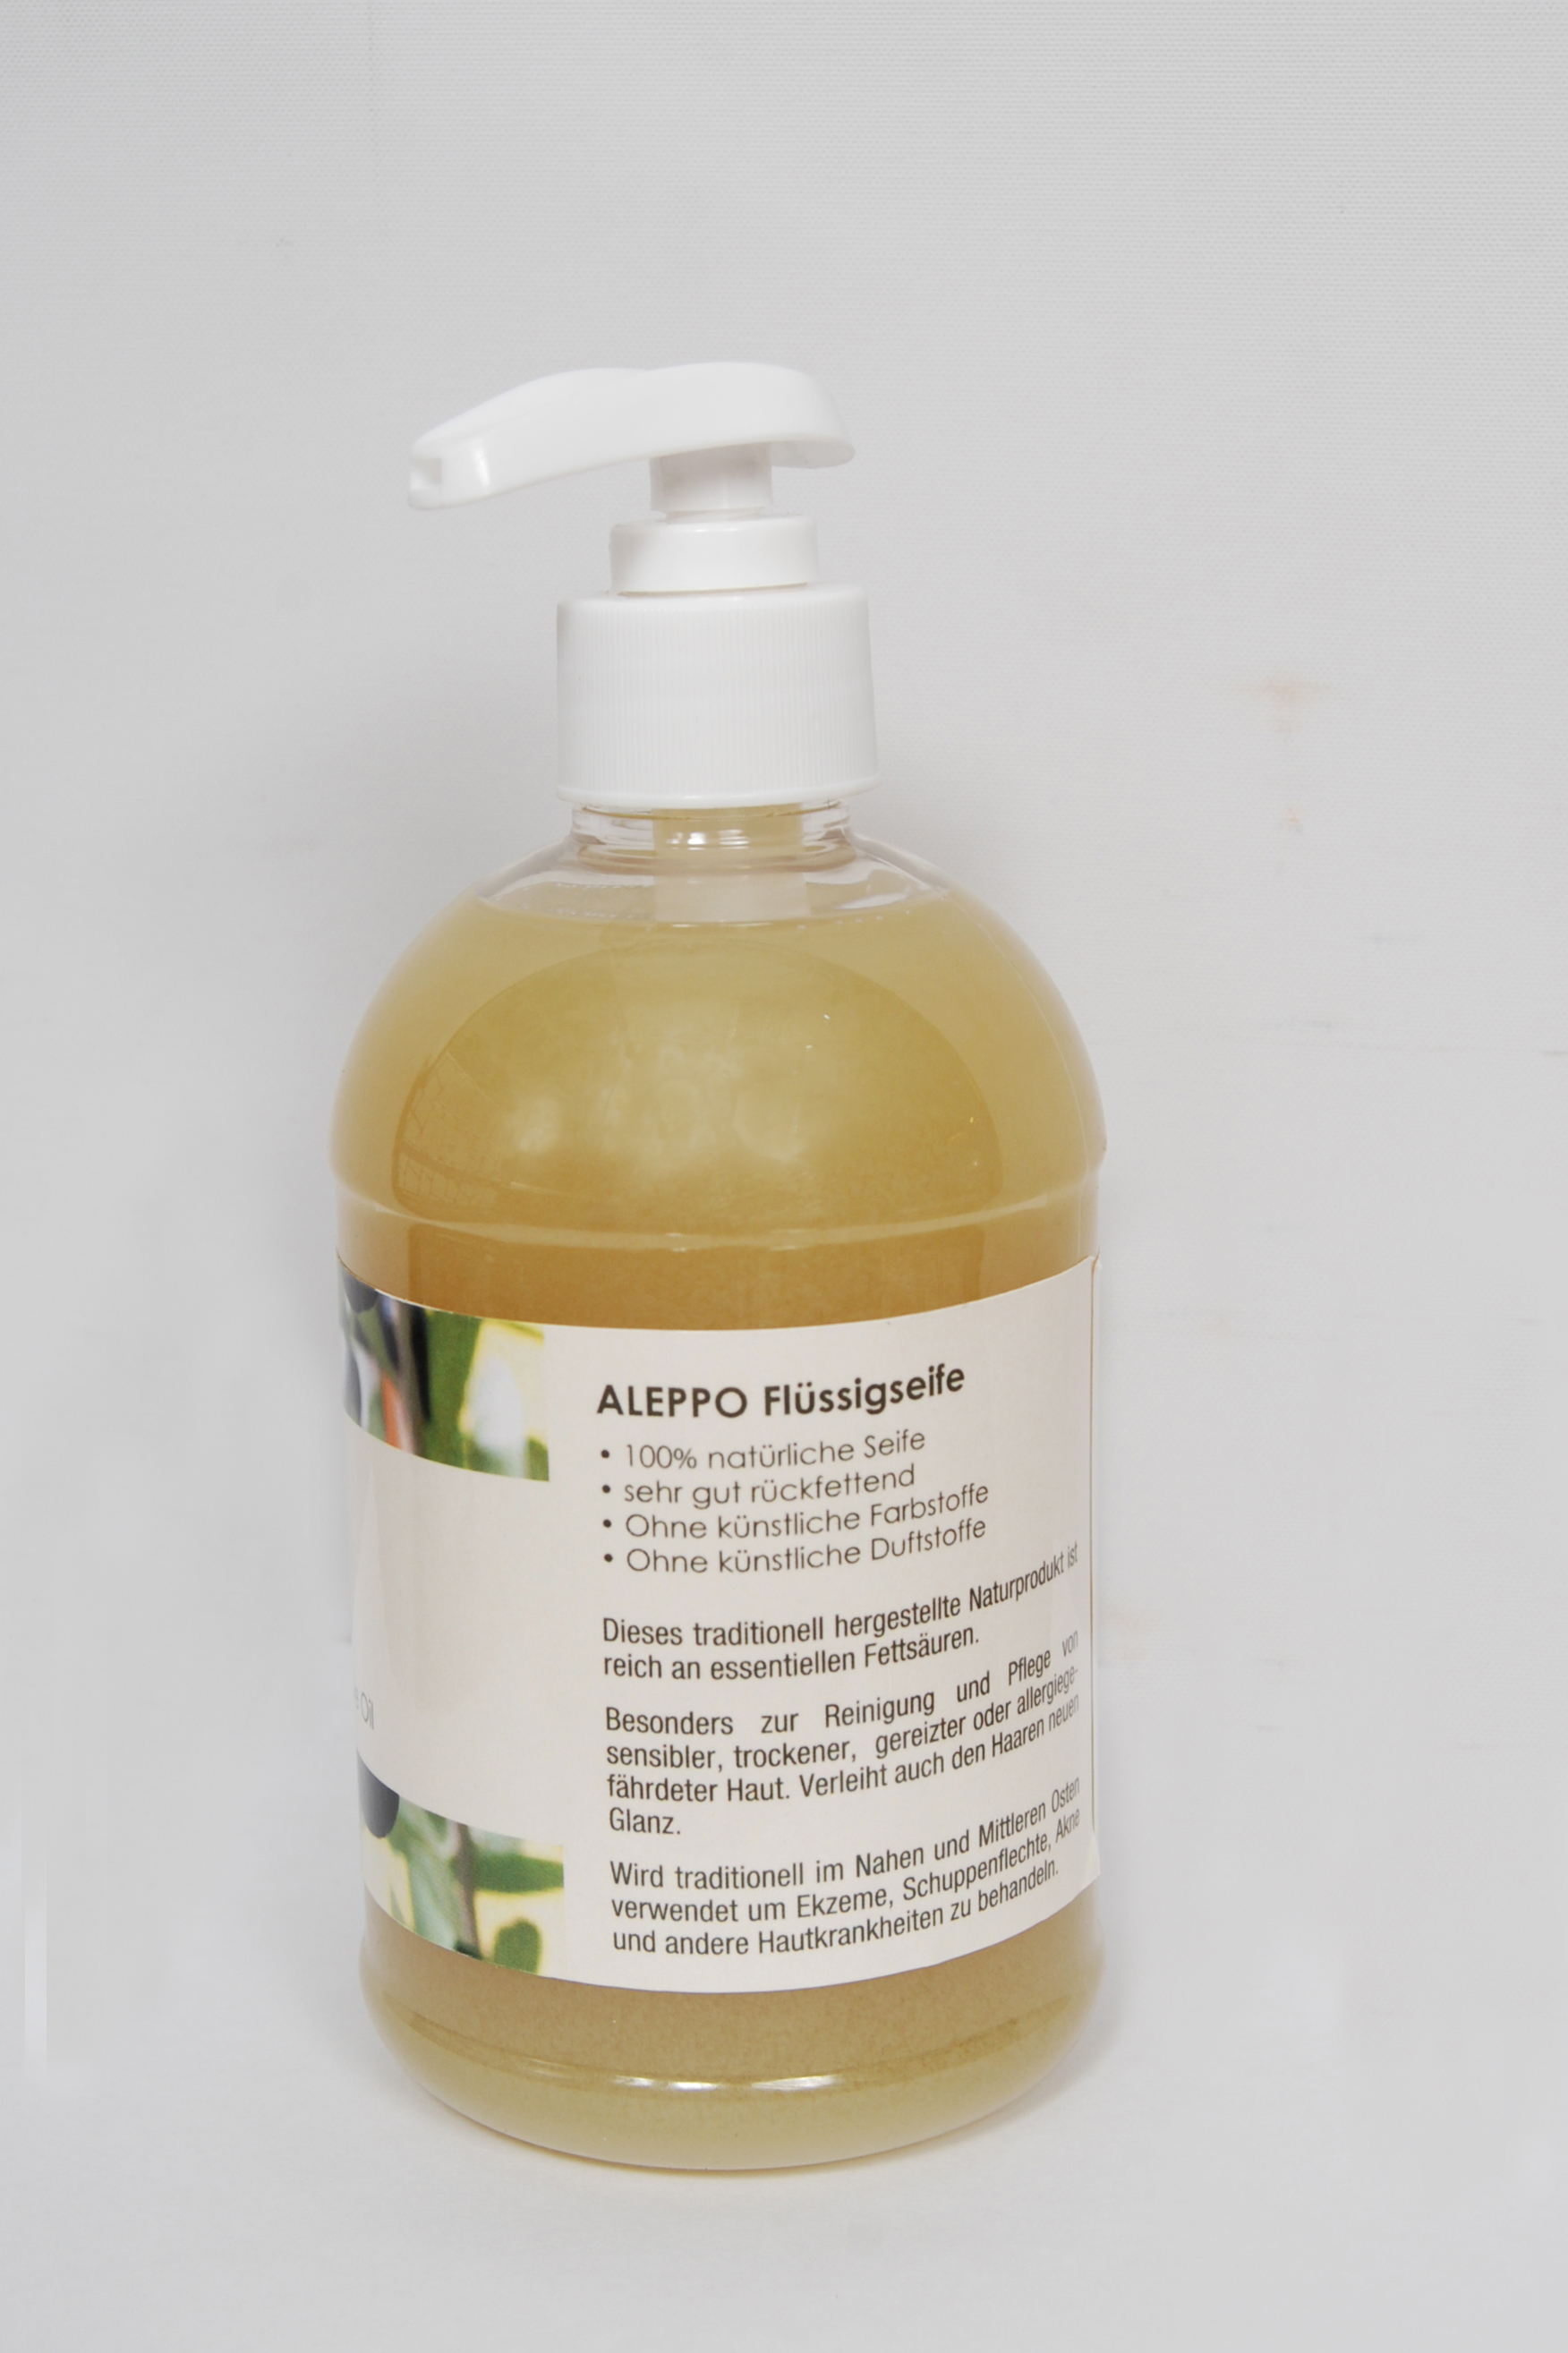 ALEPPO Flüssigseife
• 100% natürliche Seife
• sehr gut rückfettend
• Ohne künstliche Farbstoffe
• Ohne künstliche Duftstoffe
Dieses traditionell hergestellte Naturprodukt ist
reich an essentiellen Fettsäuren.
Besonders zur Reinigung und Pflege von
sensibler, trockener, gereizter oder allergiege-
fährdeter Haut. Verleiht auch den Haaren neuen
Glanz.
Wird traditionell im Nahen und Mittleren Osten
verwendet um Ekzeme, Schuppenflechte, Akne
und andere Hautkrankheiten zu behandeln.
Oil